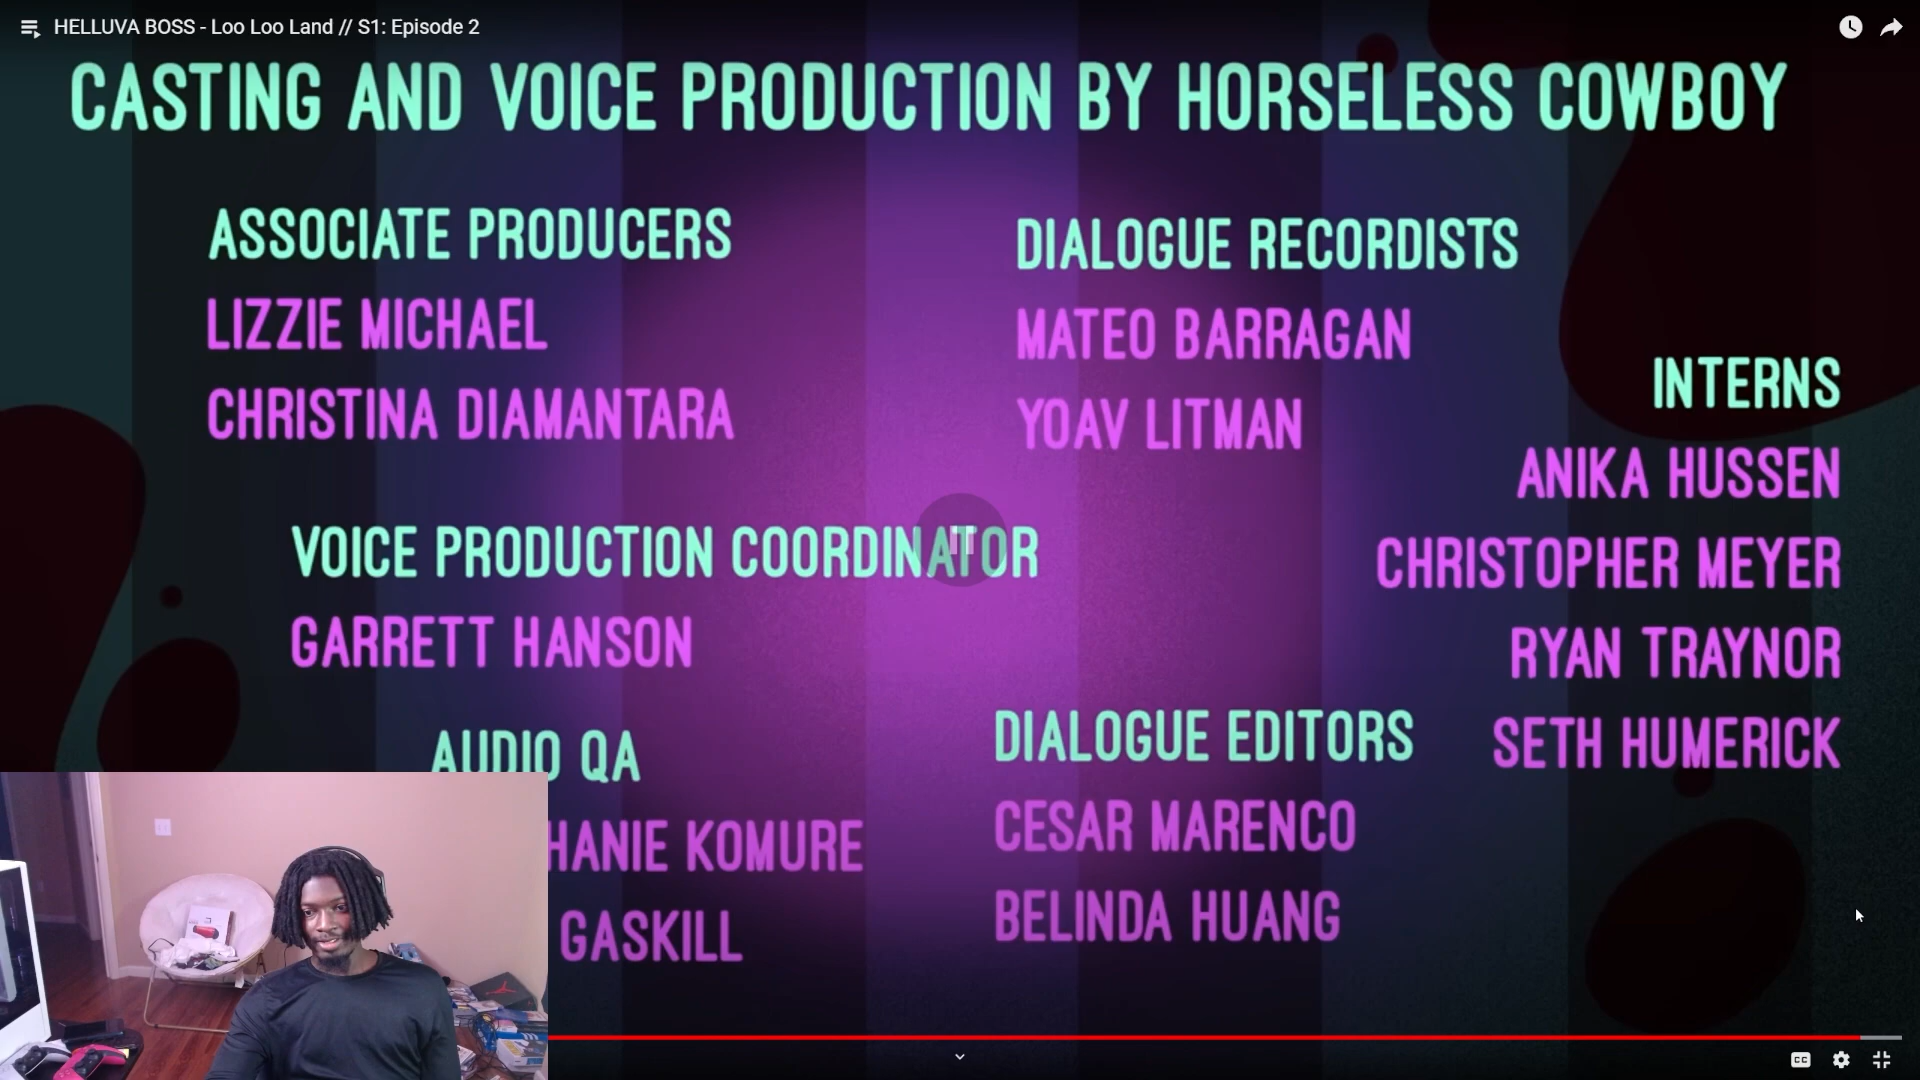 HELLUVA BOSS - Loo Loo Land // S1: Episode 2
CASTING AND VOICE PRODUCTION BY HORSELESS COWBOY
ASSOCIATE PRODUCERS
LIZZIE MICHAEL
CHRISTINA DIAMANTARA
DIALOGUE RECORDISTS
MATEO BARRAGAN
YOAV LITMAN
INTERNS
ANIKA HUSSEN
CHRISTOPHER MEYER
RYAN TRAYNOR
SETH HUMERICK
VOICE PRODUCTION COORDINATOR
GARRETT HANSON
AUDIO QA
HANIE KOMURE
GASKILL
DIALOGUE EDITORS
CESAR MARENCO
BELINDA HUANG
CC